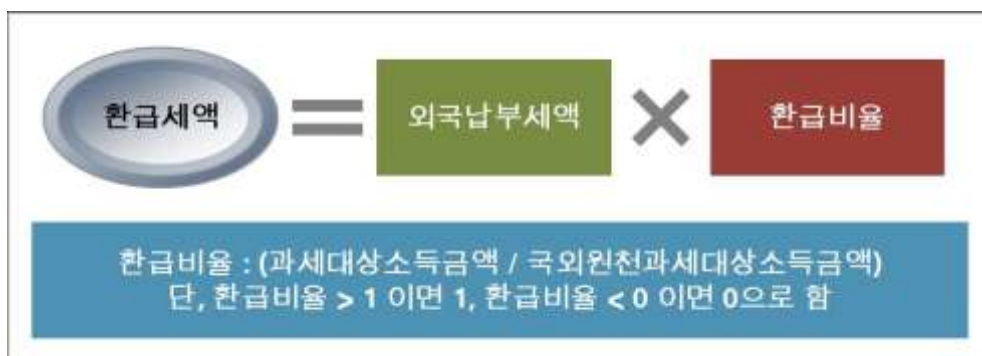 환급세액 = 외국납부세액 × 환급비율
환급비율 : (과세대상소득금액 / 국외원천과세대상소득금액)
단, 환급비율 > 1 이면 1, 환급비율 < 0 이면 0으로 함